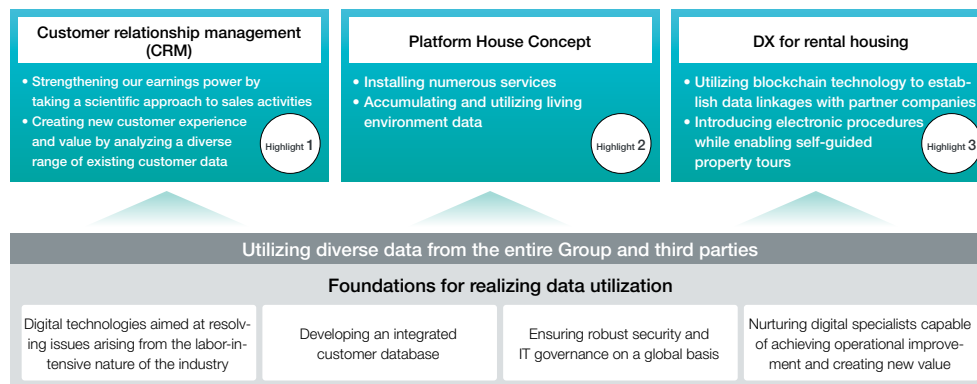 Customer relationship management
(CRM)
• Strengthening our earnings power by
taking a scientific approach to sales activities
• Creating new customer experience
and value by analyzing a diverse
range of existing customer data
Highlight 1
Platform House Concept
• Installing numerous services
• Accumulating and utilizing living
environment data
Highlight 2
DX for rental housing
• Utilizing blockchain technology to estab-
lish data linkages with partner companies
• Introducing electronic procedures
while enabling self-guided
property tours
Highlight 3
Utilizing diverse data from the entire Group and third parties
Foundations for realizing data utilization
Digital technologies aimed at resolv-
ing issues arising from the labor-in-
tensive nature of the industry
Developing an integrated
customer database
Ensuring robust security and
IT governance on a global basis
Nurturing digital specialists capable
of achieving operational improve-
ment and creating new value